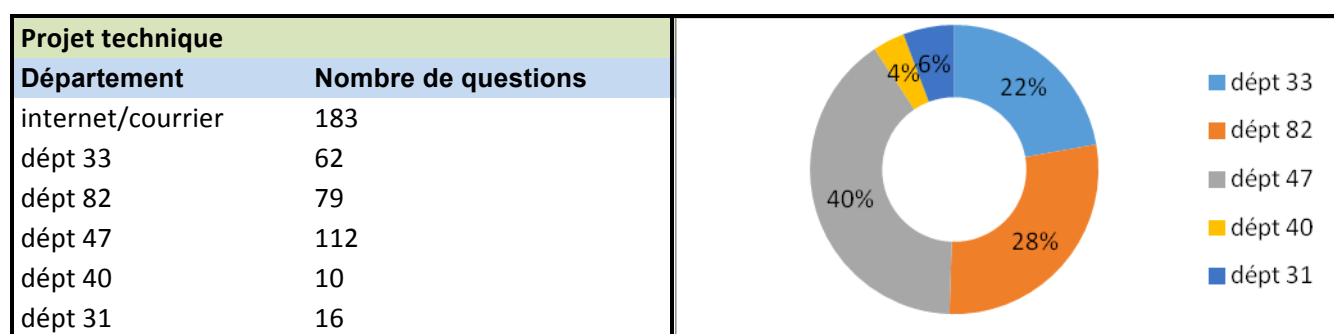 Projet technique
Département Nombre de questions
internet/courrier 183
dépt 33 62
dépt 82 79
dépt 47 112
dépt 40 10
dépt 31 16
4%
6%
22%
40%
28%
dépt 33
dépt 82
dépt 47
dépt 40
dépt 31